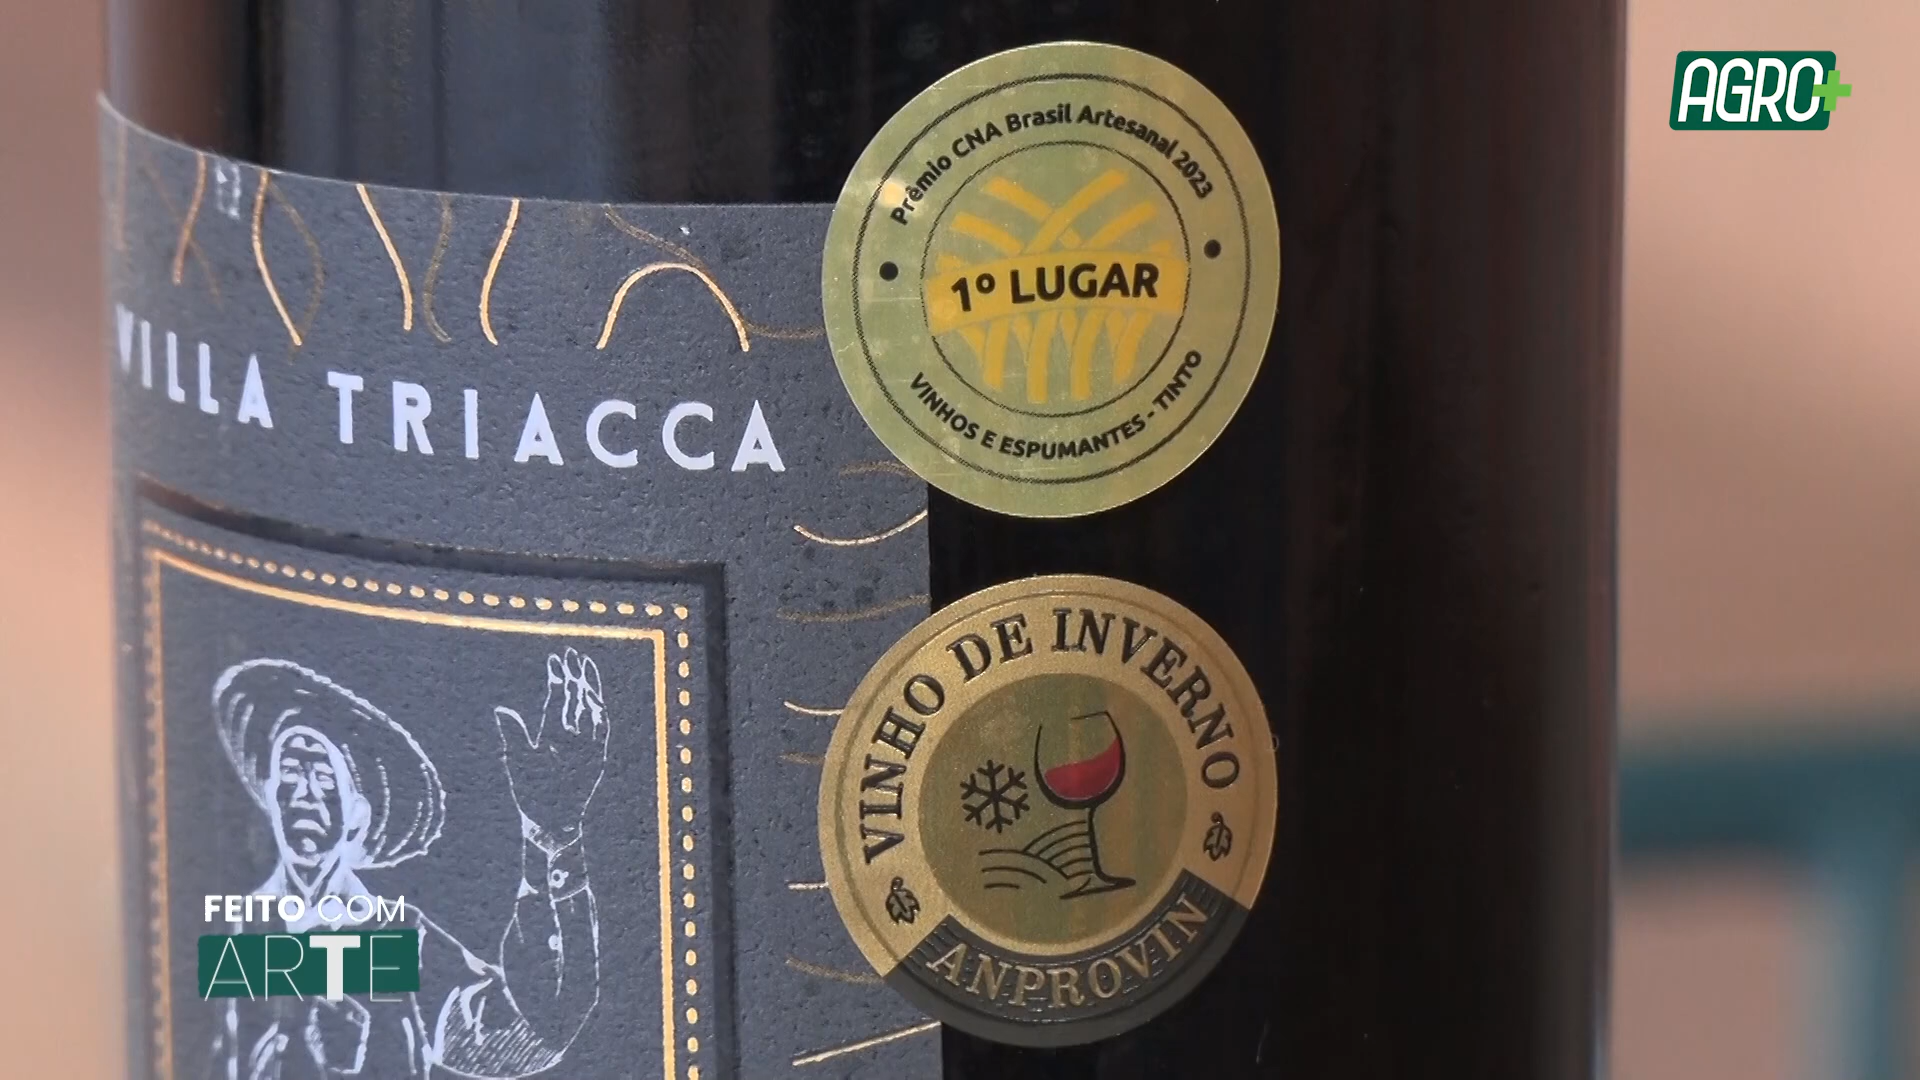 AGRO+
Prêmio CNA Brasil Artesanal 2023
1º LUGAR
VINHOS E ESPUMANTES - TINTO
VILLA TRIACCA
VINHO DE INVERNO
ANPROVIN
FEITO COM
ARTE